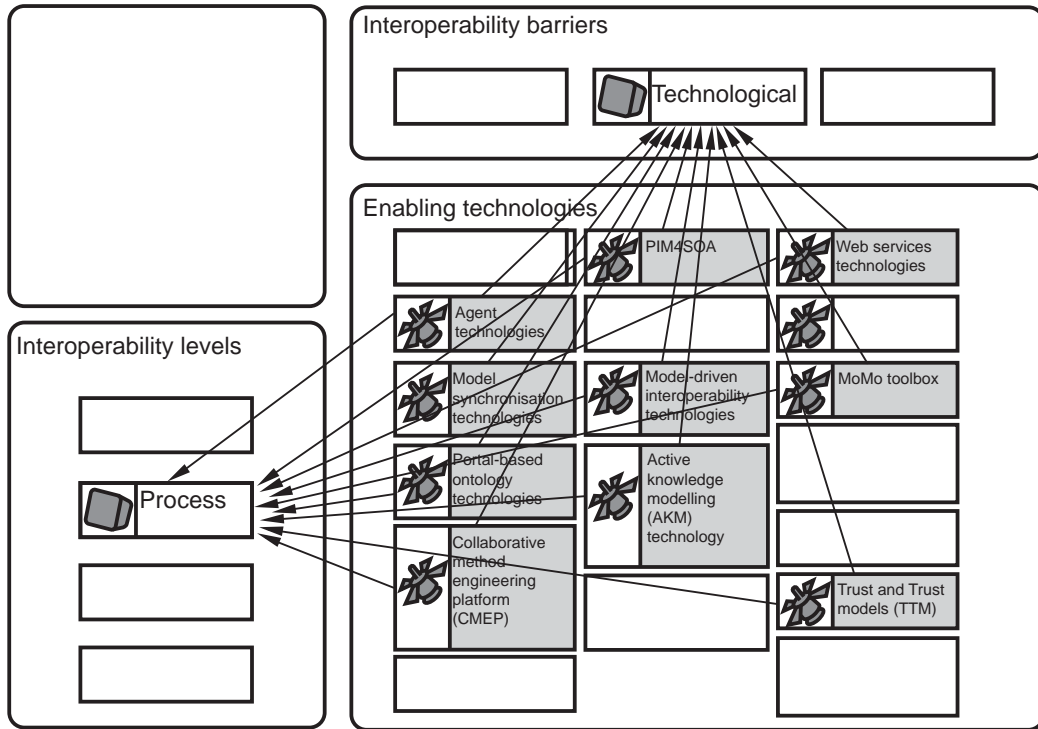 Interoperability barriers
Technological
Enabling technologies
PIM4SOA
Web services
technologies
Agent
technologies
Interoperability levels
Model
synchronisation
technologies
Model-driven
interoperability
technologies
MoMo toolbox
Process
Portal-based
ontology
technologies
Active
knowledge
modelling
(AKM)
technology
Collaborative
method
engineering
platform
(CMEP)
Trust and Trust
models (TTM)